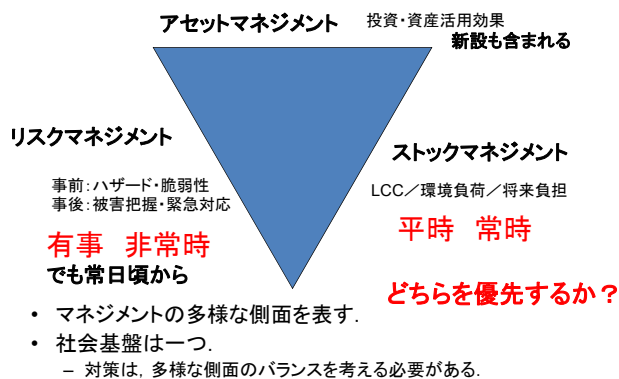 アセットマネジメント
投資・資産活用効果
新設も含まれる
リスクマネジメント
事前：ハザード・脆弱性
事後：被害把握・緊急対応
有事　非常時
でも常日頃から
ストックマネジメント
LCC／環境負荷／将来負担
平時　常時
どちらを優先するか？
• マネジメントの多様な側面を表す.
• 社会基盤は一つ.
– 対策は, 多様な側面のバランスを考える必要がある.